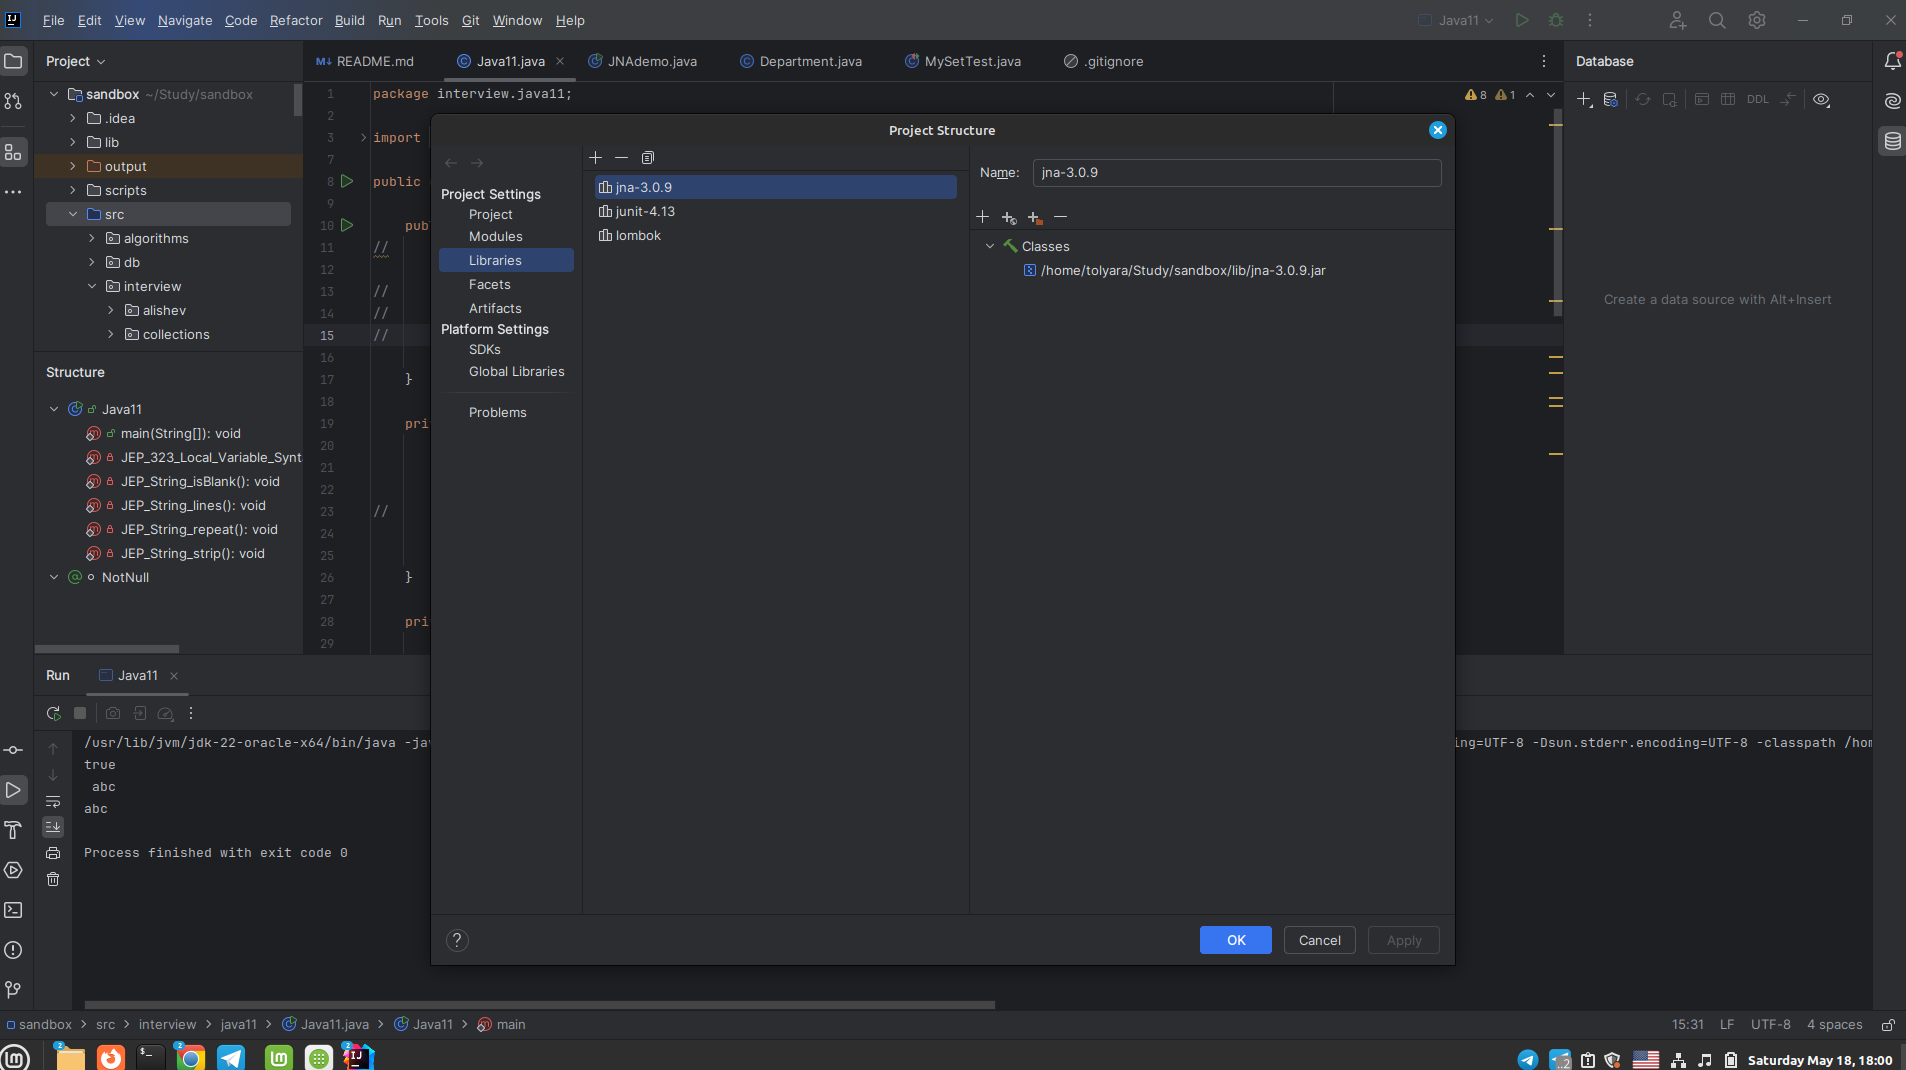 File Edit View Navigate Code Refactor Build Run Tools Git Window Help
Java11
Project
README.md
Java11.java
JNAdemo.java
Department.java
MySetTest.java
.gitignore
Database
sandbox ~/Study/sandbox
.idea
lib
output
scripts
src
algorithms
db
interview
alishev
collections
1 package interview.java11;
2
3 import
7
8 public
9
10 pub
11 //
12
13 //
14 //
15 //
16
17 }
18
19 pri
20
21
22
23 //
24
25
26 }
27
28 pri
29
8 1
DDL
Create a data source with Alt+Insert
Project Structure
Project Settings
Project
Modules
Libraries
Facets
Artifacts
Platform Settings
SDKs
Global Libraries
Problems
jna-3.0.9
junit-4.13
lombok
Name: jna-3.0.9
Classes
/home/tolyara/Study/sandbox/lib/jna-3.0.9.jar
?
OK
Cancel
Apply
Structure
Java11
main(String[]): void
JEP_323_Local_Variable_Synt
JEP_String_isBlank(): void
JEP_String_lines(): void
JEP_String_repeat(): void
JEP_String_strip(): void
NotNull
Run Java11
/usr/lib/jvm/jdk-22-oracle-x64/bin/java -jav
ing=UTF-8 -Dsun.stderr.encoding=UTF-8 -classpath /hom
true
abc
abc
Process finished with exit code 0
sandbox > src > interview > java11 > Java11.java > Java11 > main
15:31 LF UTF-8 4 spaces
Saturday May 18, 18:00